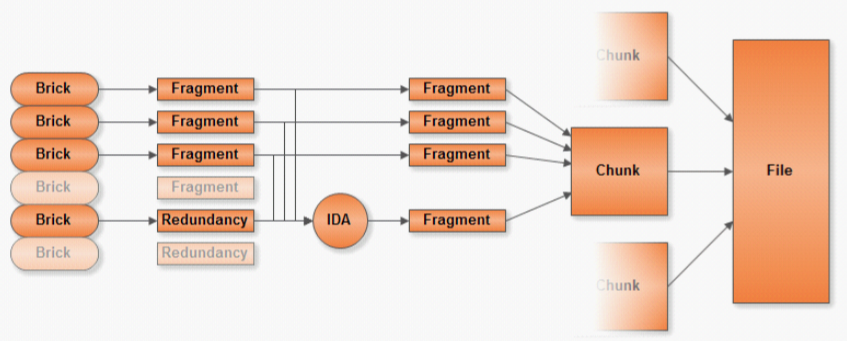 Chunk
Brick Fragment Fragment
Brick Fragment Fragment
Brick Fragment Fragment
Chunk File
Brick Fragment
Brick Redundancy IDA Fragment
Brick Redundancy
Chunk